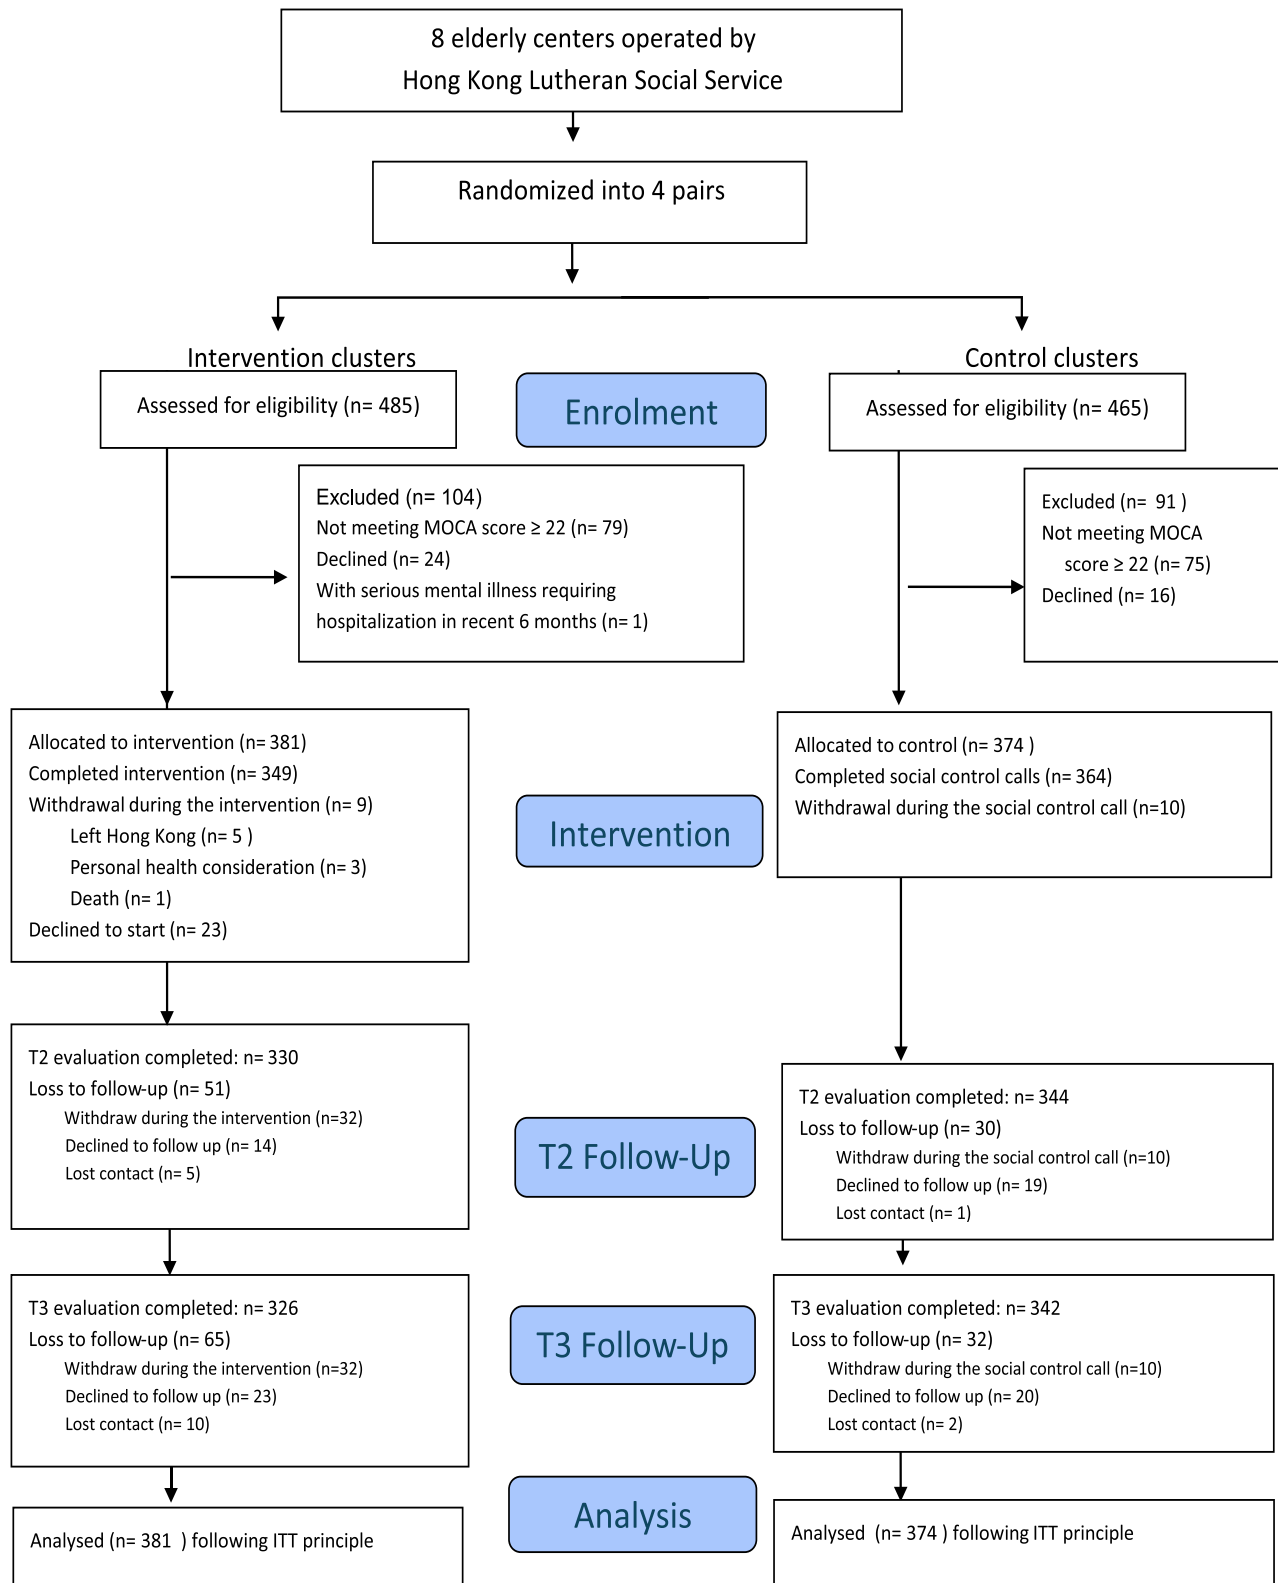 8 elderly centers operated by
Hong Kong Lutheran Social Service
Randomized into 4 pairs
Intervention clusters
Control clusters
Assessed for eligibility (n= 485)
Enrolment
Assessed for eligibility (n= 465)
Excluded (n= 104)
Not meeting MOCA score ≥ 22 (n= 79)
Declined (n= 24)
With serious mental illness requiring
hospitalization in recent 6 months (n= 1)
Excluded (n= 91 )
Not meeting MOCA
score ≥ 22 (n= 75)
Declined (n= 16)
Allocated to intervention (n= 381)
Completed intervention (n= 349)
Withdrawal during the intervention (n= 9)
Left Hong Kong (n= 5 )
Personal health consideration (n= 3)
Death (n= 1)
Declined to start (n= 23)
Intervention
Allocated to control (n= 374 )
Completed social control calls (n= 364)
Withdrawal during the social control call (n=10)
T2 evaluation completed: n= 330
Loss to follow-up (n= 51)
Withdraw during the intervention (n=32)
Declined to follow up (n= 14)
Lost contact (n= 5)
T2 Follow-Up
T2 evaluation completed: n= 344
Loss to follow-up (n= 30)
Withdraw during the social control call (n=10)
Declined to follow up (n= 19)
Lost contact (n= 1)
T3 evaluation completed: n= 326
Loss to follow-up (n= 65)
Withdraw during the intervention (n=32)
Declined to follow up (n= 23)
Lost contact (n= 10)
T3 Follow-Up
T3 evaluation completed: n= 342
Loss to follow-up (n= 32)
Withdraw during the social control call (n=10)
Declined to follow up (n= 20)
Lost contact (n= 2)
Analysis
Analysed (n= 381 ) following ITT principle
Analysed (n= 374 ) following ITT principle